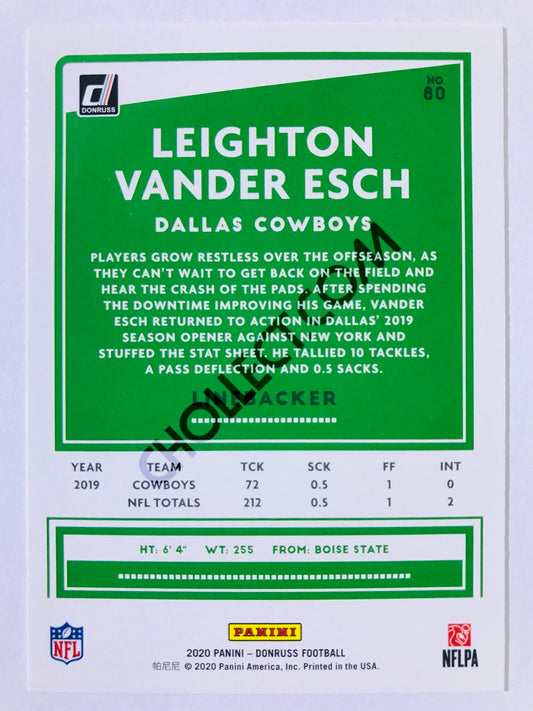 DONRUSS
NO
80
LEIGHTON
VANDER ESCH
DALLAS COWBOYS
PLAYERS GROW RESTLESS OVER THE OFFSEASON, AS
THEY CAN'T WAIT TO GET BACK ON THE FIELD AND
HEAR THE CRASH OF THE PADS. AFTER SPENDING
THE DOWNTIME IMPROVING HIS GAME, VANDER
ESCH RETURNED TO ACTION IN DALLAS' 2019
SEASON OPENER AGAINST NEW YORK AND
STUFFED THE STAT SHEET. HE TALLIED 10 TACKLES,
A PASS DEFLECTION AND 0.5 SACKS.
LINEBACKER
CHOLLECT.COM
YEAR TEAM TCK SCK FF INT
2019 COWBOYS 72 0.5 1 0
NFL TOTALS 212 0.5 1 2
HT: 6' 4" WT: 255 FROM: BOISE STATE
NFL
PANINI
NFLPA
2020 PANINI – DONRUSS FOOTBALL
帕尼尼 © 2020 Panini America, Inc. Printed in the USA.